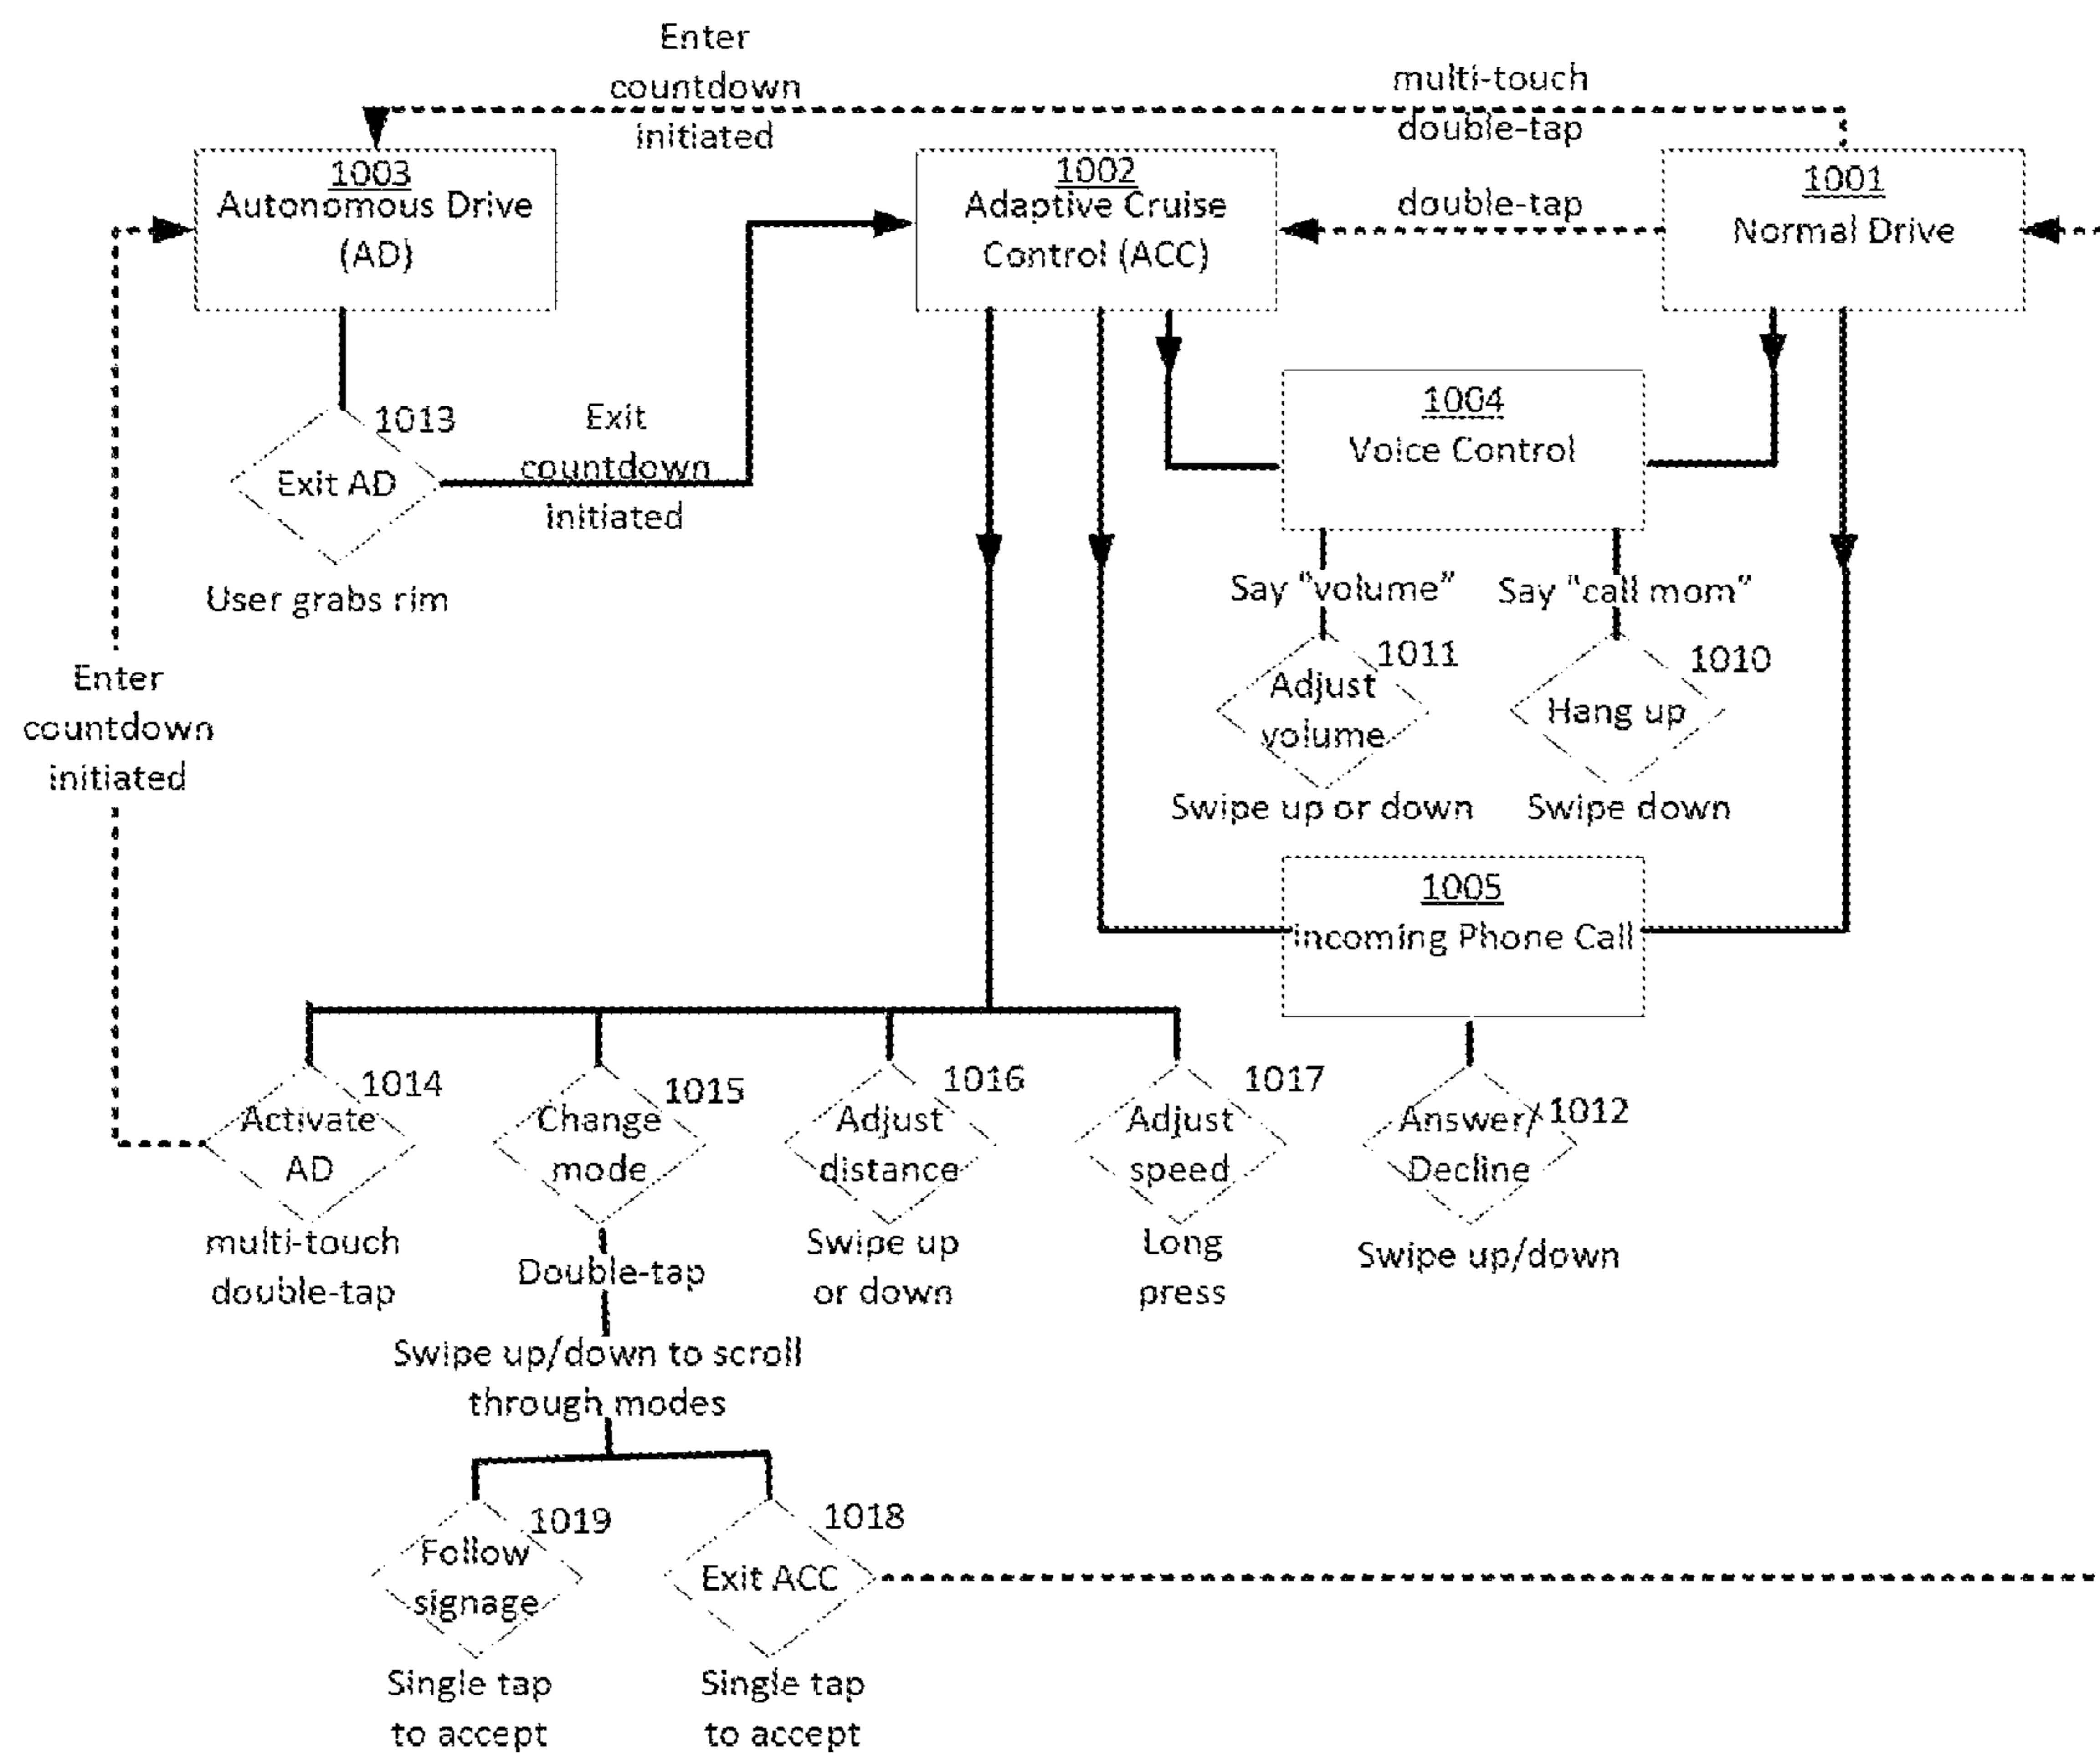 Enter
countdown
initiated
multi-touch
double-tap
1003
Autonomous Drive
(AD)
1002
Adaptive Cruise
Control (ACC)
double-tap
1001
Normal Drive
1013
Exit AD
User grabs rim
Exit
countdown
initiated
1004
Voice Control
Say "volume"
Say "call mom"
1011
Adjust
volume
Swipe up or down
1010
Hang up
Swipe down
Enter
countdown
initiated
1005
Incoming Phone Call
1014
Activate
AD
multi-touch
double-tap
1015
Change
mode
Double-tap
1016
Adjust
distance
Swipe up
or down
1017
Adjust
speed
Long
press
1012
Answer/
Decline
Swipe up/down
Swipe up/down to scroll
through modes
1019
Follow
signage
Single tap
to accept
1018
Exit ACC
Single tap
to accept